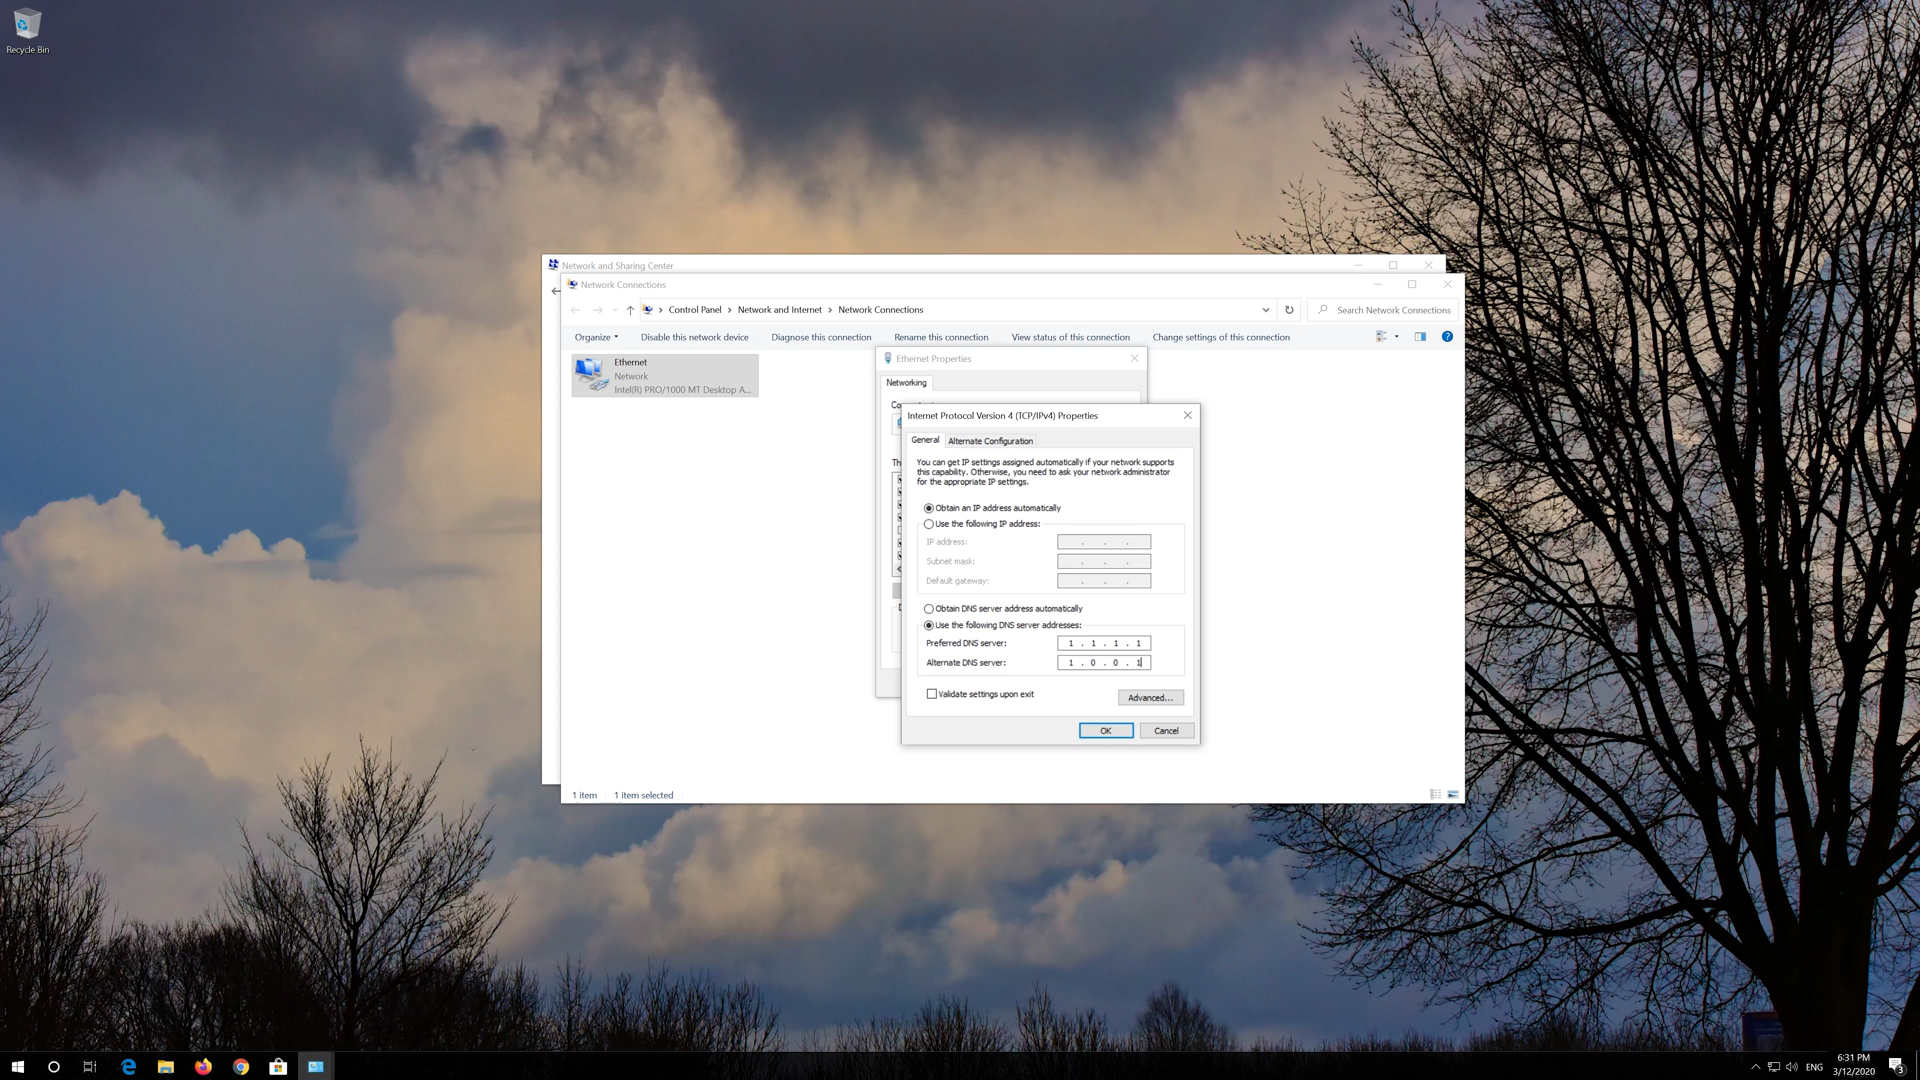 Recycle Bin
Network and Sharing Center
Network Connections
Control Panel > Network and Internet > Network Connections
Search Network Connections
Organize
Disable this network device
Diagnose this connection
Rename this connection
View status of this connection
Change settings of this connection
Ethernet
Network
Intel(R) PRO/1000 MT Desktop A...
Ethernet Properties
Networking
Internet Protocol Version 4 (TCP/IPv4) Properties
General
Alternate Configuration
You can get IP settings assigned automatically if your network supports
this capability. Otherwise, you need to ask your network administrator
for the appropriate IP settings.
Obtain an IP address automatically
Use the following IP address:
IP address:
. . .
Subnet mask:
. . .
Default gateway:
. . .
Obtain DNS server address automatically
Use the following DNS server addresses:
Preferred DNS server:
1 . 1 . 1 . 1
Alternate DNS server:
1 . 0 . 0 . 1
Validate settings upon exit
Advanced...
OK
Cancel
1 item
1 item selected
ENG
6:31 PM
3/12/2020
3